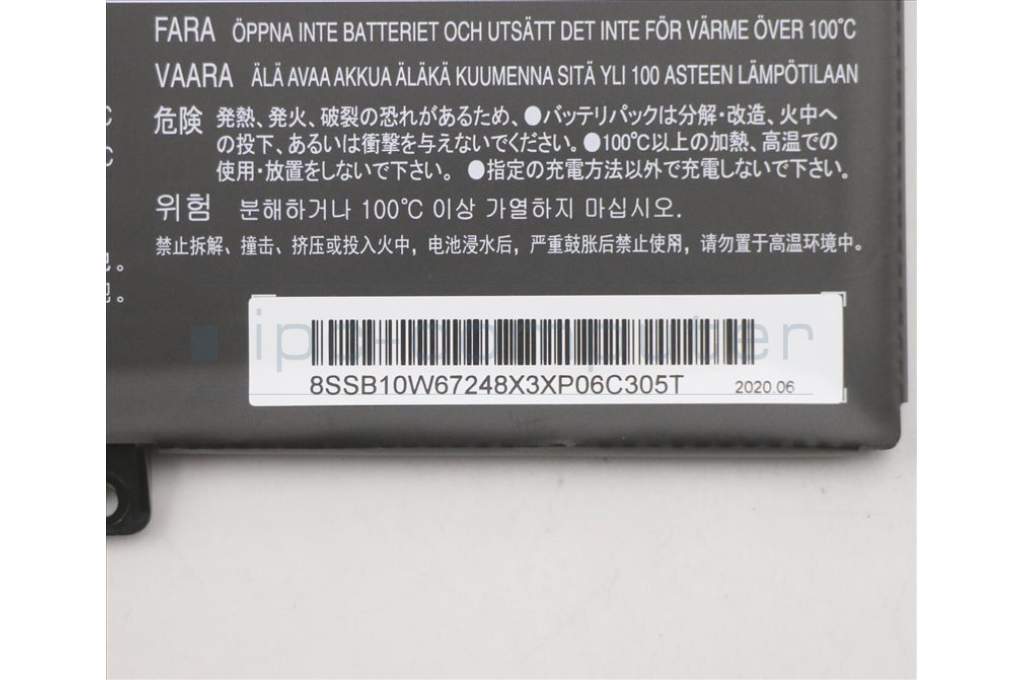 FARA ÖPPNA INTE BATTERIET OCH UTSÄTT DET INTE FÖR VÄRME ÖVER 100°C
VAARA ÄLÄ AVAA AKKUA ÄLÄKÄ KUUMENNA SITÄ YLI 100 ASTEEN LÄMPÖTILAAN
危険 発熱、発火、破裂の恐れがあるため、●バッテリパックは分解・改造、火中へ
の投下、あるいは衝撃を与えないでください。●100°C以上の加熱、高温での
使用・放置をしないで下さい。 ●指定の充電方法以外で充電しないで下さい。
위험 분해하거나 100°C 이상 가열하지 마십시오.
禁止拆解、撞击、挤压或投入火中，电池浸水后，严重鼓胀后禁止使用，请勿置于高温环境中。
ipc-computer
8SSB10W67248X3XP06C305T 2020.06